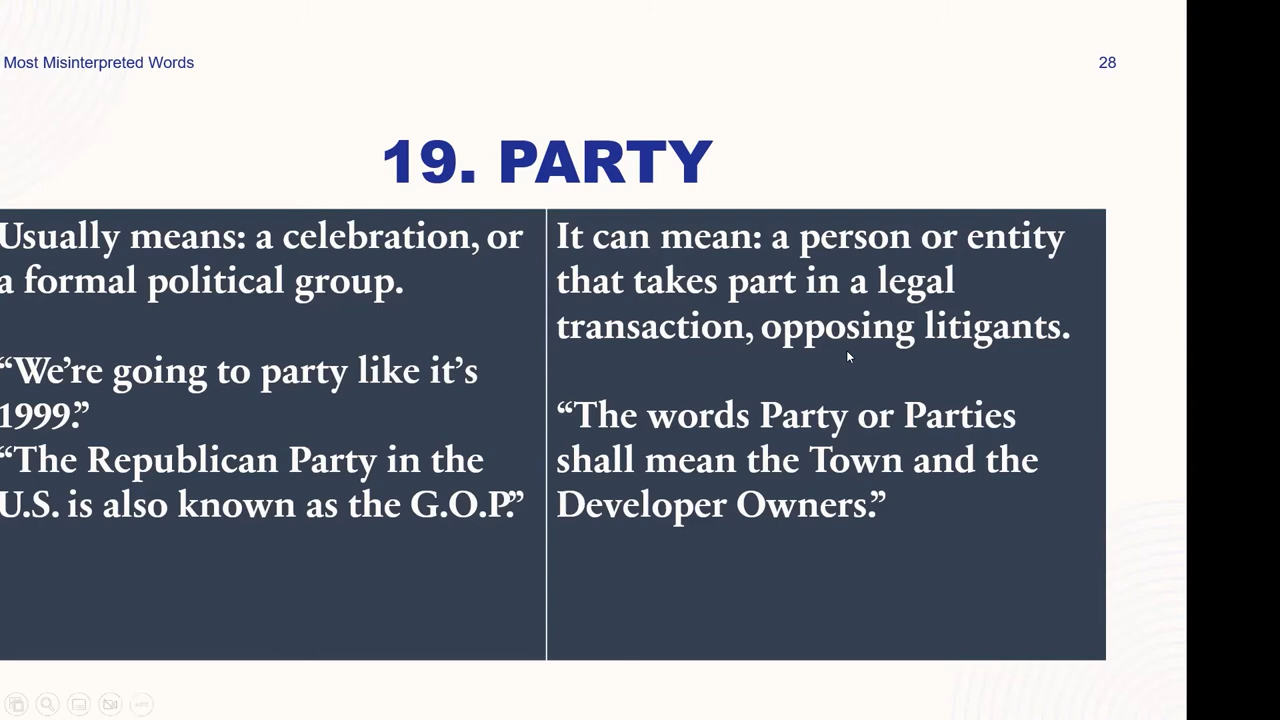 Most Misinterpreted Words
28
19. PARTY
Usually means: a celebration, or
a formal political group.
“We’re going to party like it’s
1999.”
“The Republican Party in the
U.S. is also known as the G.O.P.”
It can mean: a person or entity
that takes part in a legal
transaction, opposing litigants.
“The words Party or Parties
shall mean the Town and the
Developer Owners.”